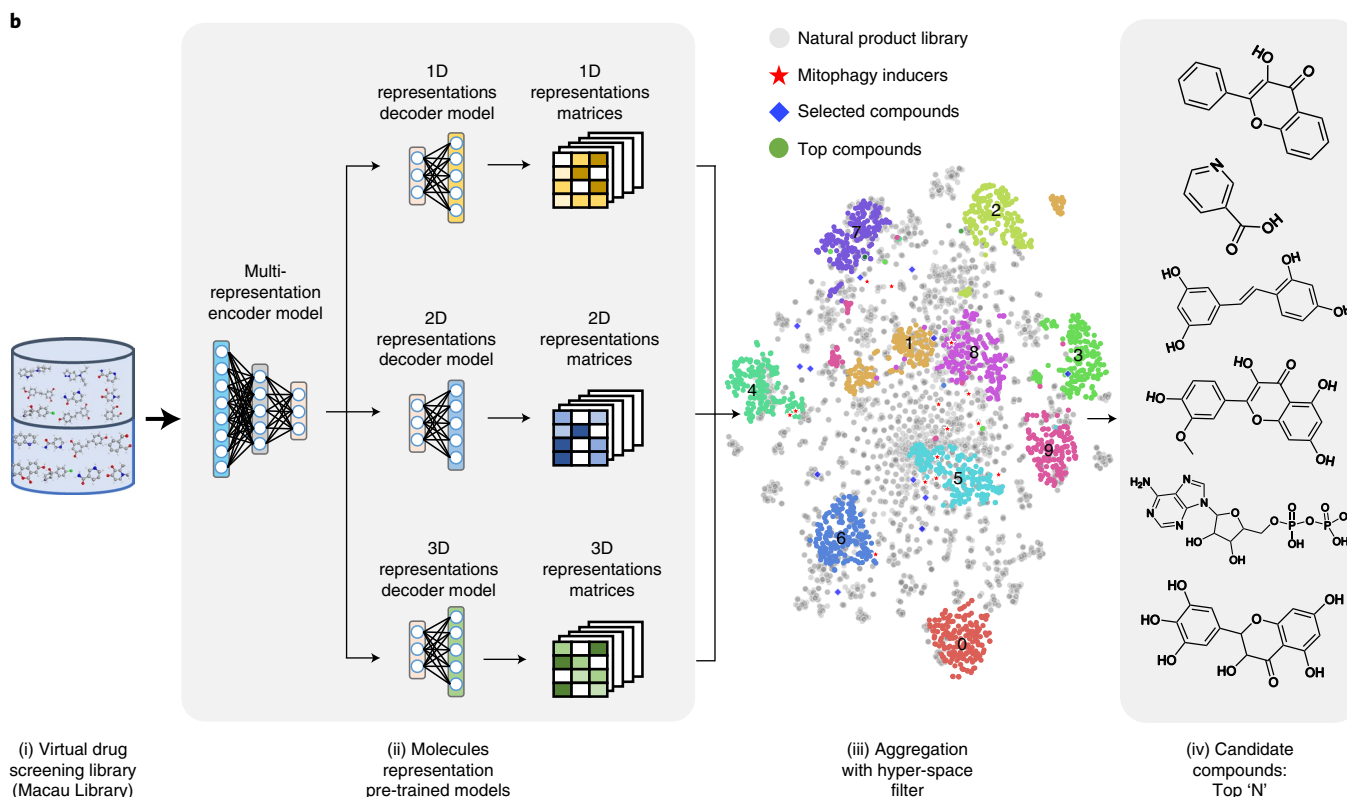 b
1D
representations
decoder model
1D
representations
matrices
Multi-
representation
encoder model
2D
representations
decoder model
2D
representations
matrices
3D
representations
decoder model
3D
representations
matrices
Natural product library
Mitophagy inducers
Selected compounds
Top compounds
2
7
1
8
3
4
9
5
6
0
HO
O
O
N
O
OH
HO
OH
HO
OH
HO
O
OH
HO
O
O
OH
H₂N
N
N
N
N
O
O
P
O
P
O
O
OH
OH
OH
HO
OH
HO
HO
HO
O
OH
HO
O
OH
(i) Virtual drug
screening library
(Macau Library)
(ii) Molecules
representation
pre-trained models
(iii) Aggregation
with hyper-space
filter
(iv) Candidate
compounds:
Top ‘N’